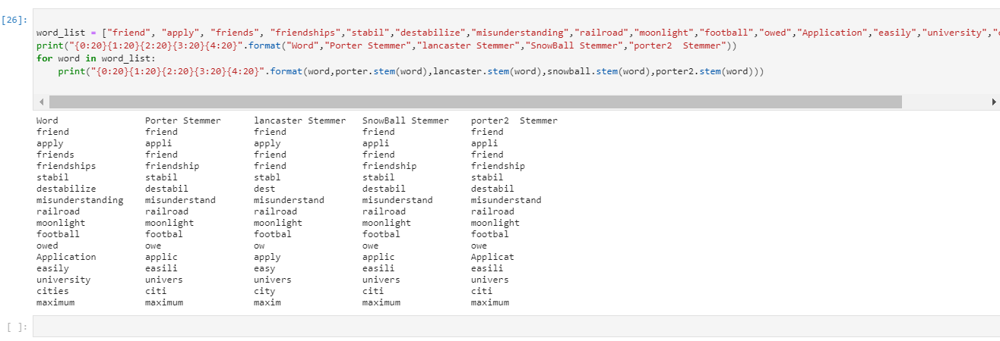 [26]:
word_list = ["friend", "apply", "friends", "friendships","stabil","destabilize","misunderstanding","railroad","moonlight","football","owed","Application","easily","university",
print("{0:20}{1:20}{2:20}{3:20}{4:20}".format("Word","Porter Stemmer","lancaster Stemmer","SnowBall Stemmer","porter2  Stemmer"))
for word in word_list:
    print("{0:20}{1:20}{2:20}{3:20}{4:20}".format(word,porter.stem(word),lancaster.stem(word),snowball.stem(word),porter2.stem(word)))
Word                Porter Stemmer      lancaster Stemmer   SnowBall Stemmer    porter2  Stemmer
friend              friend              friend              friend              friend
apply               appli               apply               appli               appli
friends             friend              friend              friend              friend
friendships         friendship          friend              friendship          friendship
stabil              stabil              stabl               stabil              stabil
destabilize         destabil            dest                destabil            destabil
misunderstanding    misunderstand       misunderstand       misunderstand       misunderstand
railroad            railroad            railroad            railroad            railroad
moonlight           moonlight           moonlight           moonlight           moonlight
football            footbal             footbal             footbal             footbal
owed                owe                 ow                  owe                 owe
Application         applic              apply               applic              Applicat
easily              easili              easy                easili              easili
university          univers             univers             univers             univers
cities              citi                city                citi                citi
maximum             maximum             maxim               maximum             maximum
[ ]: